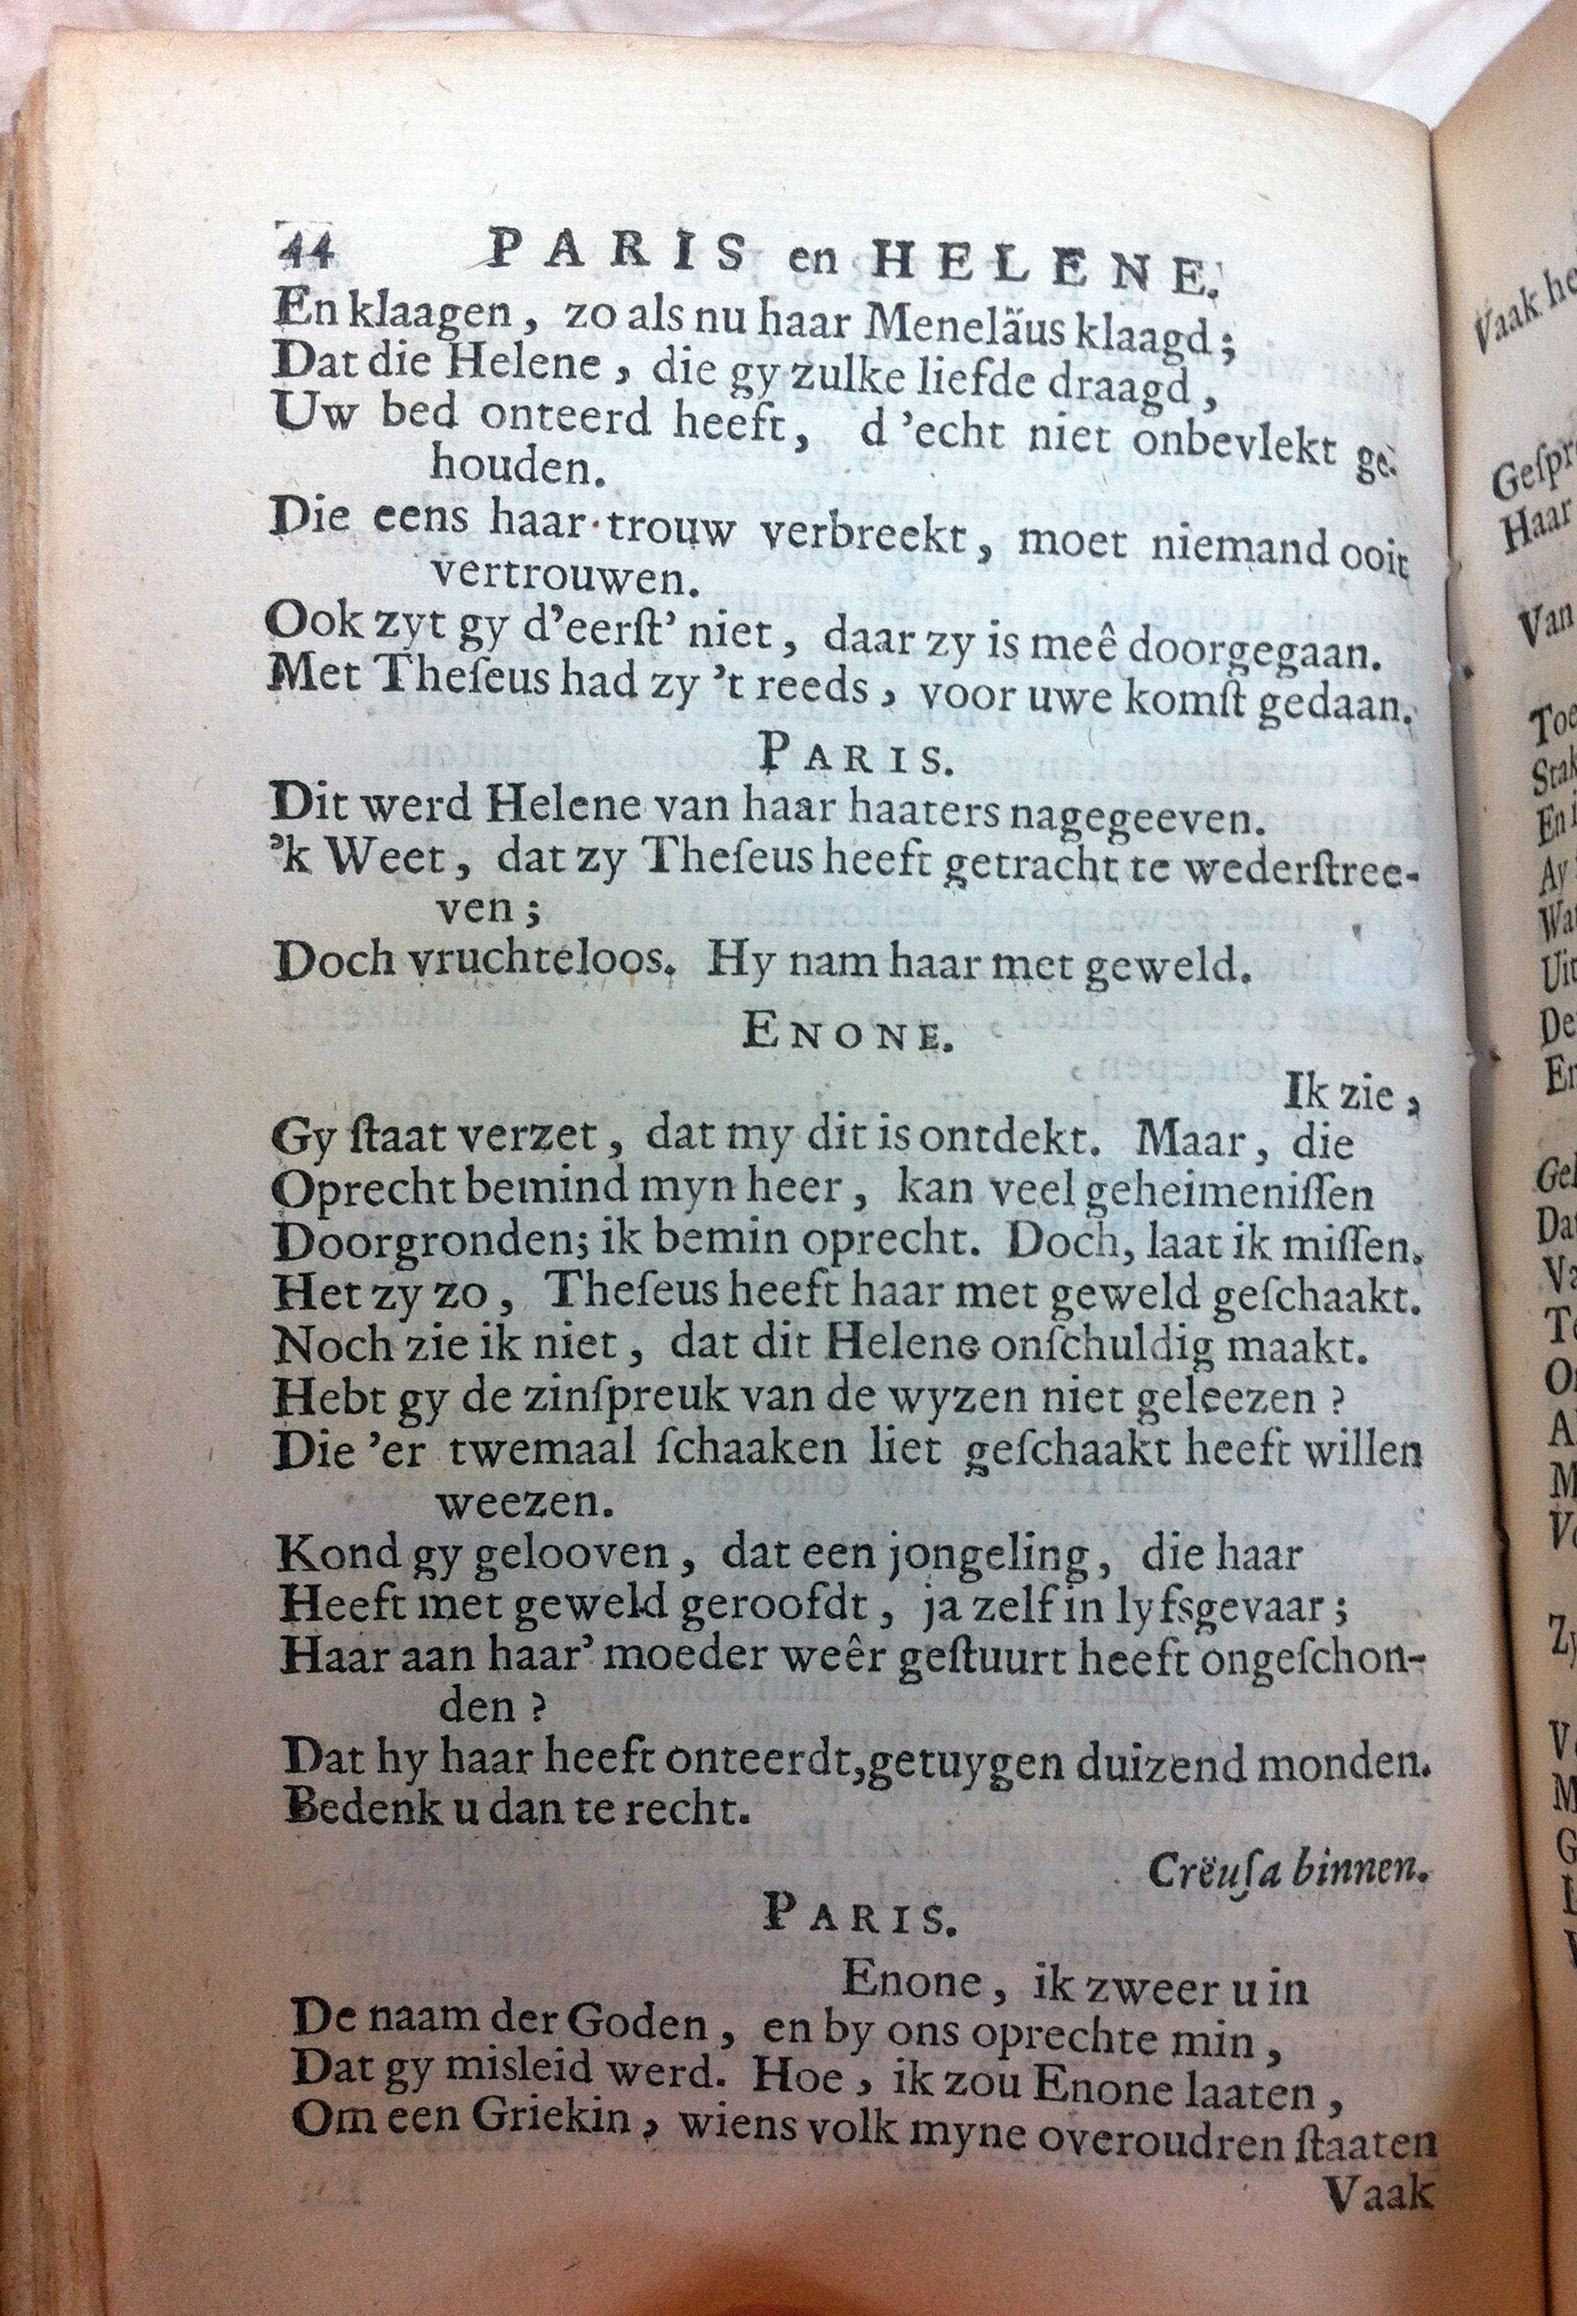 44 PARIS en HELENE.
En klaagen, zo als nu haar Meneläus klaagd;
Dat die Helene, die gy zulke liefde draagd,
Uw bed onteerd heeft, d'echt niet onbevlekt ge-
houden.
Die eens haar trouw verbreekt, moet niemand ooit
vertrouwen.
Ook zyt gy d'eerſt' niet, daar zy is meê doorgegaan.
Met Theſeus had zy 't reeds, voor uwe komſt gedaan.
PARIS.
Dit werd Helene van haar haaters nagegeeven.
'k Weet, dat zy Theſeus heeft getracht te wederſtree-
ven;
Doch vruchteloos. Hy nam haar met geweld.
ENONE.
Ik zie,
Gy ſtaat verzet, dat my dit is ontdekt. Maar, die
Oprecht bemind myn heer, kan veel geheimeniſſen
Doorgronden; ik bemin oprecht. Doch, laat ik miſſen.
Het zy zo, Theſeus heeft haar met geweld geſchaakt.
Noch zie ik niet, dat dit Helene onſchuldig maakt.
Hebt gy de zinſpreuk van de wyzen niet geleezen?
Die 'er twemaal ſchaaken liet geſchaakt heeft willen
weezen.
Kond gy gelooven, dat een jongeling, die haar
Heeft met geweld geroofdt, ja zelf in lyfsgevaar;
Haar aan haar' moeder weêr geſtuurt heeft ongeſchon-
den?
Dat hy haar heeft onteerdt, getuygen duizend monden.
Bedenk u dan te recht.
Crëuſa binnen.
PARIS.
Enone, ik zweer u in
De naam der Goden, en by ons oprechte min,
Dat gy misleid werd. Hoe, ik zou Enone laaten,
Om een Griekin, wiens volk myne overoudren ſtaaten
Vaak
Vaak
Haar
Van